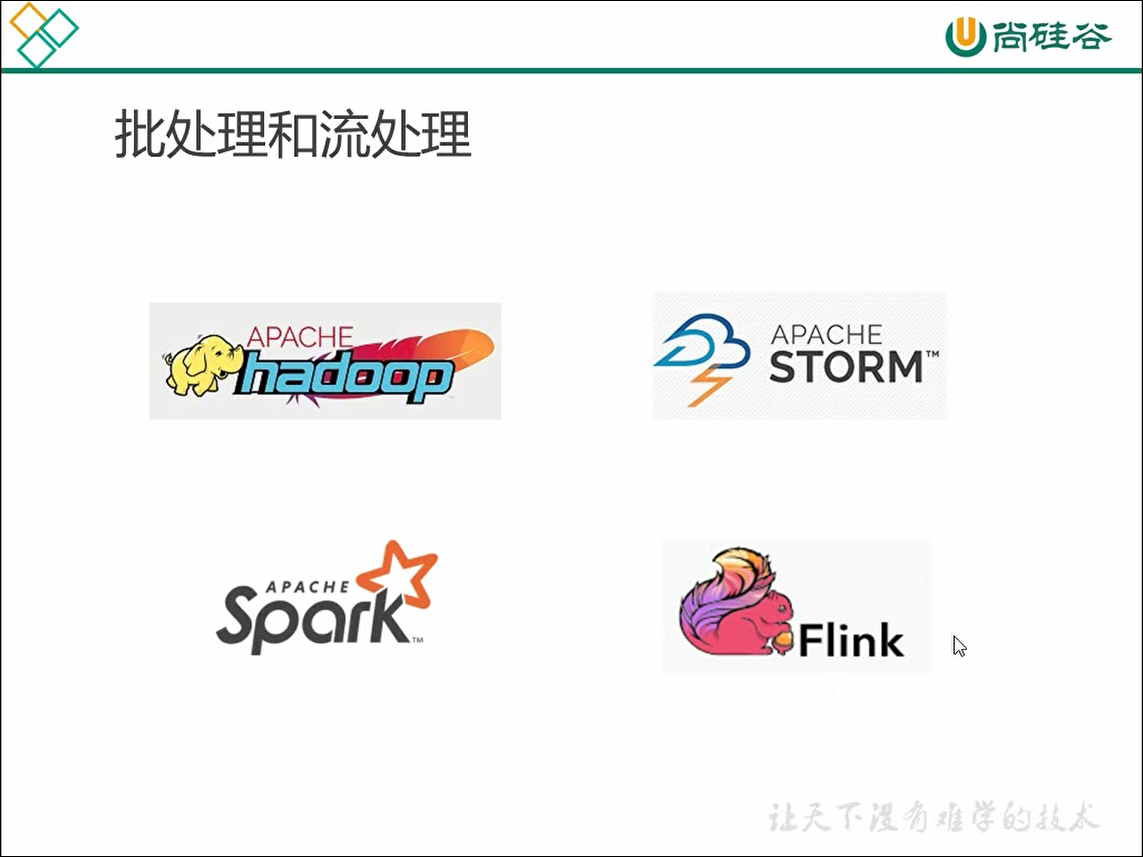 尚硅谷
批处理和流处理
APACHE
hadoop
APACHE
STORM™
APACHE
Spark™
Flink
让天下没有难学的技术